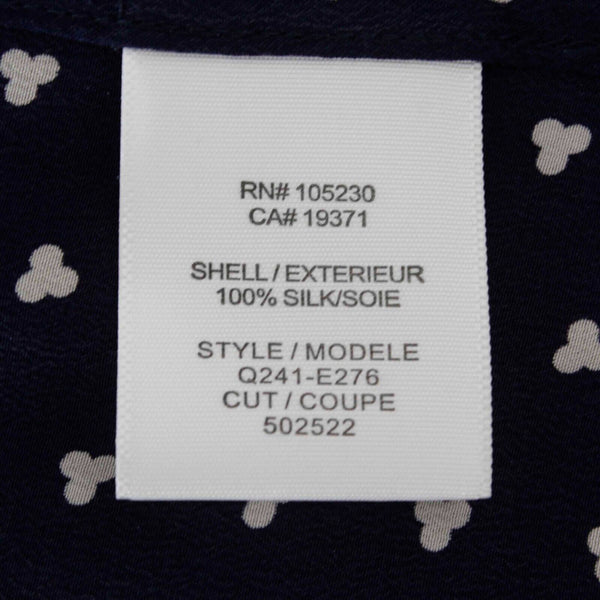 RN# 105230
CA# 19371
SHELL / EXTERIEUR
100% SILK/SOIE
STYLE / MODELE
Q241-E276
CUT / COUPE
502522